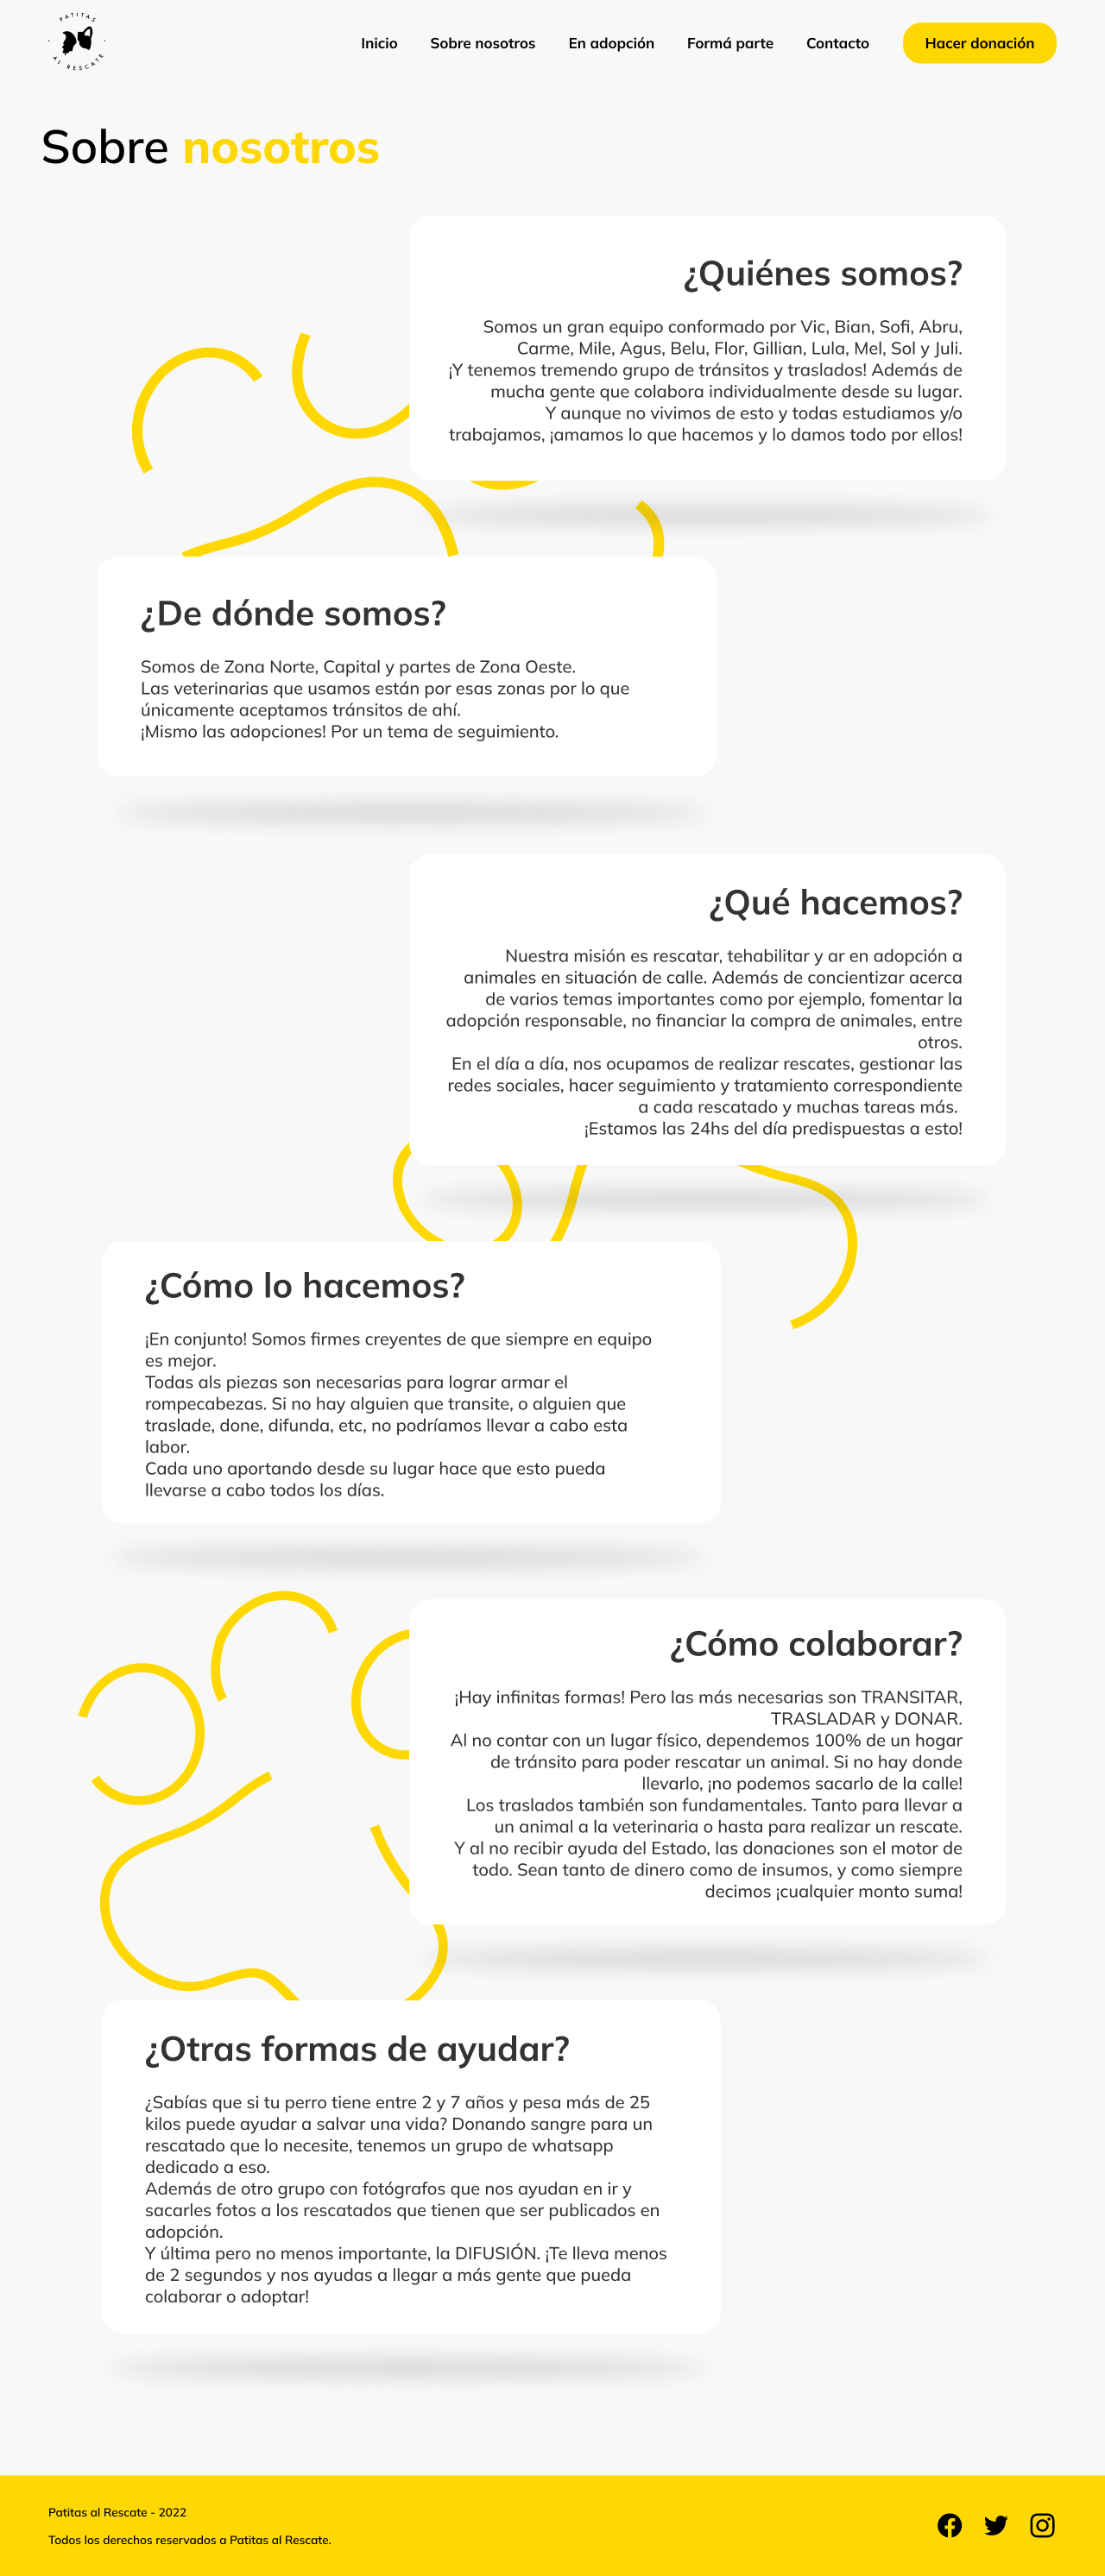 PATITAS
AL RESCATE
Inicio Sobre nosotros En adopción Formá parte Contacto Hacer donación
Sobre nosotros
¿Quiénes somos?
Somos un gran equipo conformado por Vic, Bian, Sofi, Abru,
Carme, Mile, Agus, Belu, Flor, Gillian, Lula, Mel, Sol y Juli.
¡Y tenemos tremendo grupo de tránsitos y traslados! Además de
mucha gente que colabora individualmente desde su lugar.
Y aunque no vivimos de esto y todas estudiamos y/o
trabajamos, ¡amamos lo que hacemos y lo damos todo por ellos!
¿De dónde somos?
Somos de Zona Norte, Capital y partes de Zona Oeste.
Las veterinarias que usamos están por esas zonas por lo que
únicamente aceptamos tránsitos de ahí.
¡Mismo las adopciones! Por un tema de seguimiento.
¿Qué hacemos?
Nuestra misión es rescatar, tehabilitar y ar en adopción a
animales en situación de calle. Además de concientizar acerca
de varios temas importantes como por ejemplo, fomentar la
adopción responsable, no financiar la compra de animales, entre
otros.
En el día a día, nos ocupamos de realizar rescates, gestionar las
redes sociales, hacer seguimiento y tratamiento correspondiente
a cada rescatado y muchas tareas más.
¡Estamos las 24hs del día predispuestas a esto!
¿Cómo lo hacemos?
¡En conjunto! Somos firmes creyentes de que siempre en equipo
es mejor.
Todas als piezas son necesarias para lograr armar el
rompecabezas. Si no hay alguien que transite, o alguien que
traslade, done, difunda, etc, no podríamos llevar a cabo esta
labor.
Cada uno aportando desde su lugar hace que esto pueda
llevarse a cabo todos los días.
¿Cómo colaborar?
¡Hay infinitas formas! Pero las más necesarias son TRANSITAR,
TRASLADAR y DONAR.
Al no contar con un lugar físico, dependemos 100% de un hogar
de tránsito para poder rescatar un animal. Si no hay donde
llevarlo, ¡no podemos sacarlo de la calle!
Los traslados también son fundamentales. Tanto para llevar a
un animal a la veterinaria o hasta para realizar un rescate.
Y al no recibir ayuda del Estado, las donaciones son el motor de
todo. Sean tanto de dinero como de insumos, y como siempre
decimos ¡cualquier monto suma!
¿Otras formas de ayudar?
¿Sabías que si tu perro tiene entre 2 y 7 años y pesa más de 25
kilos puede ayudar a salvar una vida? Donando sangre para un
rescatado que lo necesite, tenemos un grupo de whatsapp
dedicado a eso.
Además de otro grupo con fotógrafos que nos ayudan en ir y
sacarles fotos a los rescatados que tienen que ser publicados en
adopción.
Y última pero no menos importante, la DIFUSIÓN. ¡Te lleva menos
de 2 segundos y nos ayudas a llegar a más gente que pueda
colaborar o adoptar!
Patitas al Rescate - 2022
Todos los derechos reservados a Patitas al Rescate.